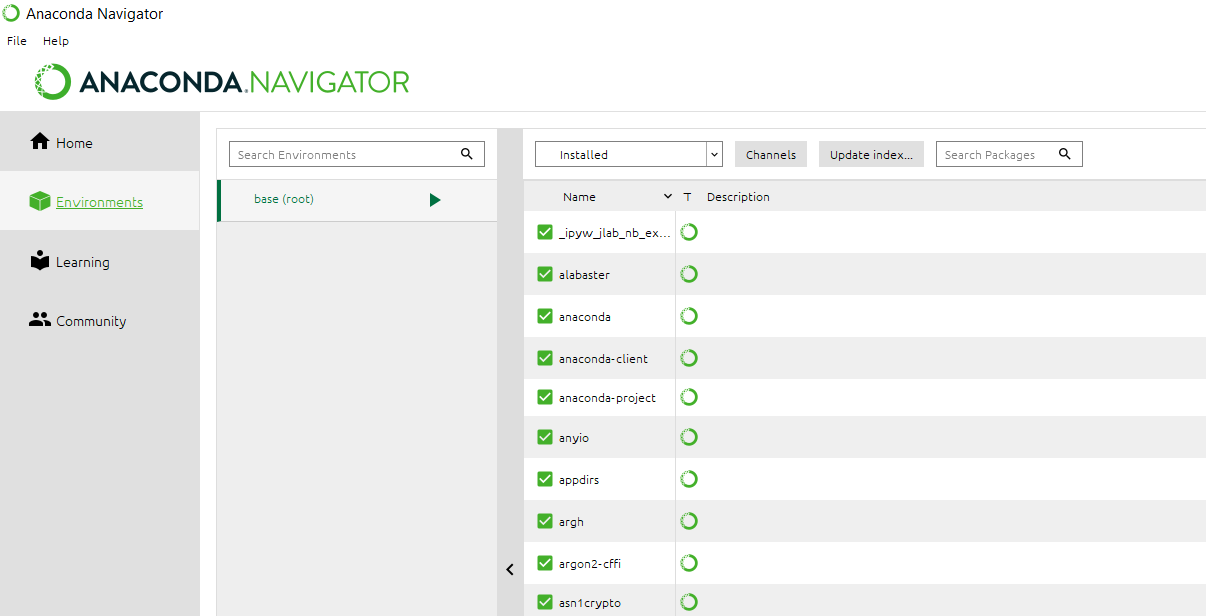 Anaconda Navigator
File Help
ANACONDA.NAVIGATOR
Home
Environments
Learning
Community
Search Environments
base (root)
Installed Channels Update index... Search Packages
Name T Description
_ipyw_jlab_nb_ex...
alabaster
anaconda
anaconda-client
anaconda-project
anyio
appdirs
argh
argon2-cffi
asn1crypto